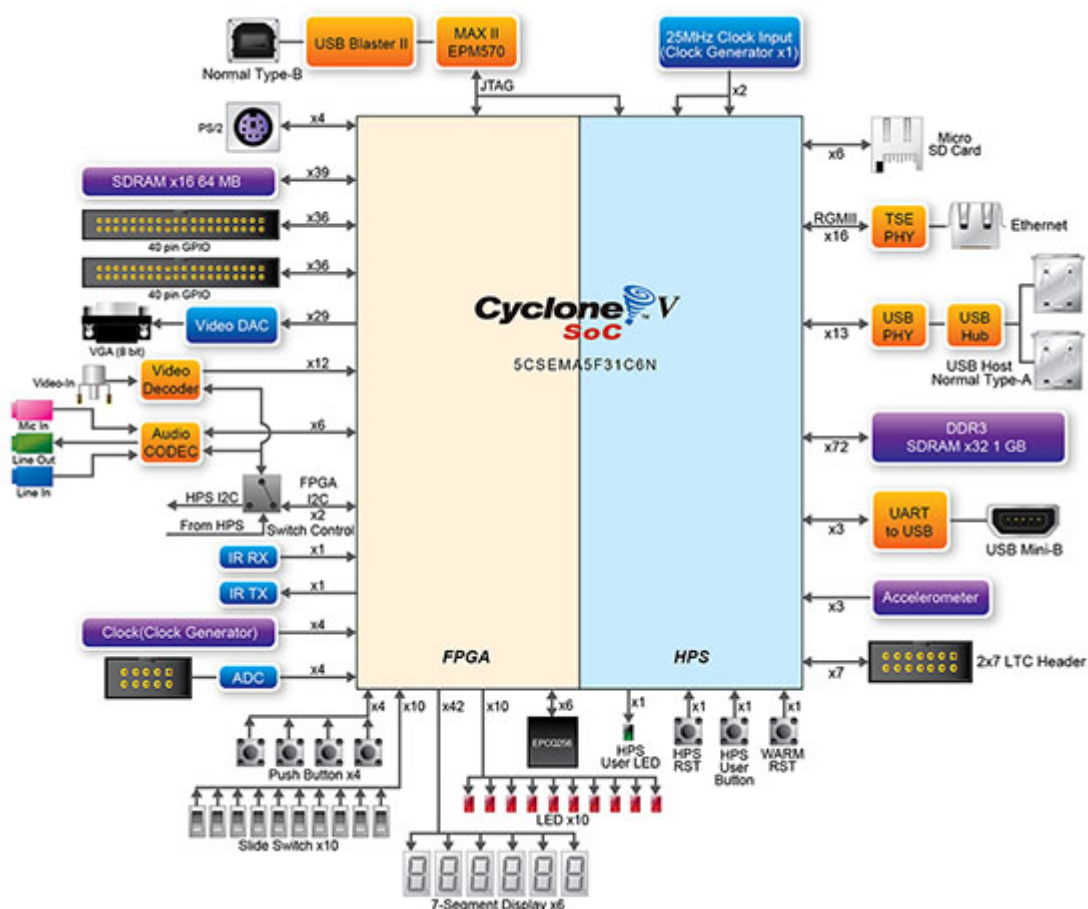 Normal Type-B
USB Blaster II
MAX II
EPM570
25MHz Clock Input
(Clock Generator x1)
JTAG
x2
PS/2
x4
x6
Micro
SD Card
SDRAM x16 64 MB
x39
x36
40 pin GPIO
RGMII
x16
TSE
PHY
Ethernet
x36
40 pin GPIO
Cyclone V
SoC
5CSEMA5F31C6N
VGA (8 bit)
Video DAC
x29
x13
USB
PHY
USB
Hub
USB Host
Normal Type-A
Video-In
Video
Decoder
x12
Mic In
Line Out
Line In
Audio
CODEC
x6
x72
DDR3
SDRAM x32 1 GB
HPS I2C
From HPS
FPGA
I2C
x2
Switch Control
x3
UART
to USB
USB Mini-B
IR RX
x1
IR TX
x1
x3
Accelerometer
Clock(Clock Generator)
x4
ADC
x4
FPGA
HPS
x7
2x7 LTC Header
x4
x10
x42
x10
x6
x1
x1
x1
x1
Push Button x4
EPCQ256
HPS
User LED
HPS
RST
HPS
User
Button
WARM
RST
Slide Switch x10
LED x10
7-Segment Display x6